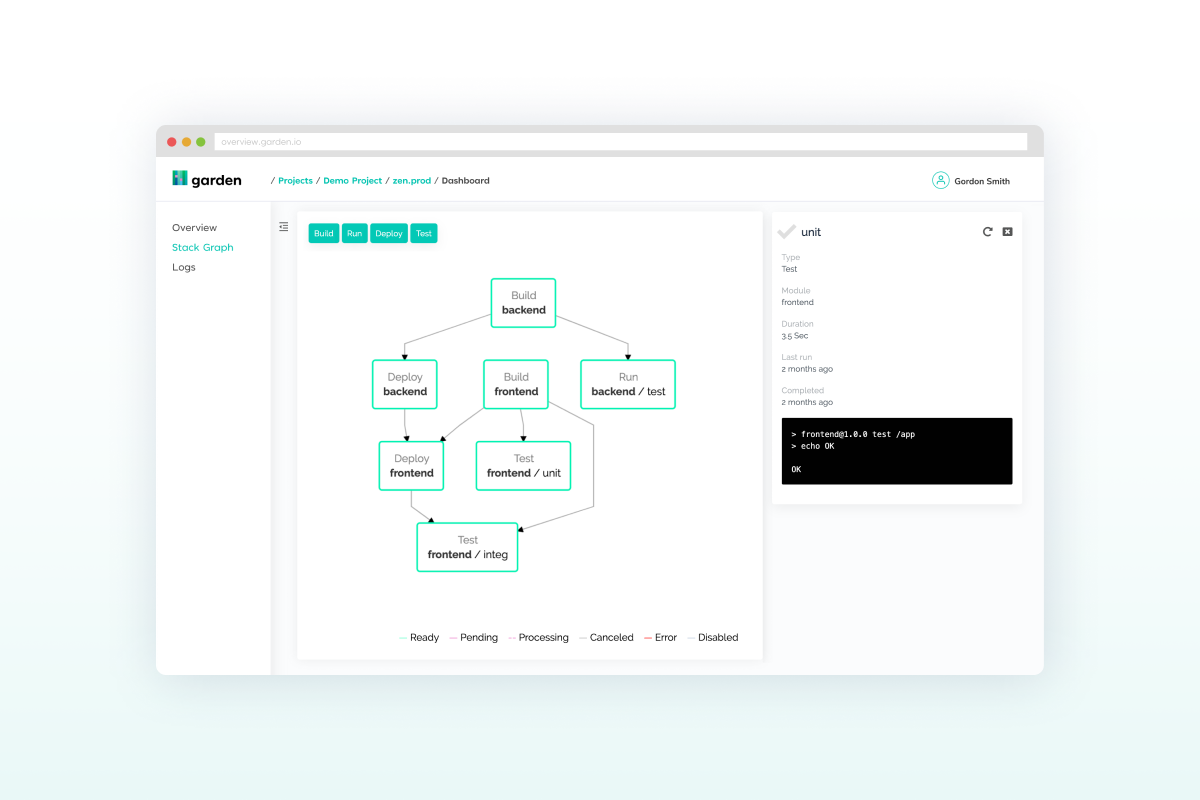 overview.gorden.io
garden
/ Projects / Demo Project / zen.prod / Dashboard
Gordon Smith
Overview
Stack Graph
Logs
Build Run Deploy Test
Build
backend
Deploy
backend
Build
frontend
Run
backend / test
Deploy
frontend
Test
frontend / unit
Test
frontend / integ
Ready Pending Processing Canceled Error Disabled
unit
Type
Test
Module
frontend
Duration
3.5 Sec
Last run
2 months ago
Completed
2 months ago
> frontend@1.0.0 test /app
> echo OK
OK